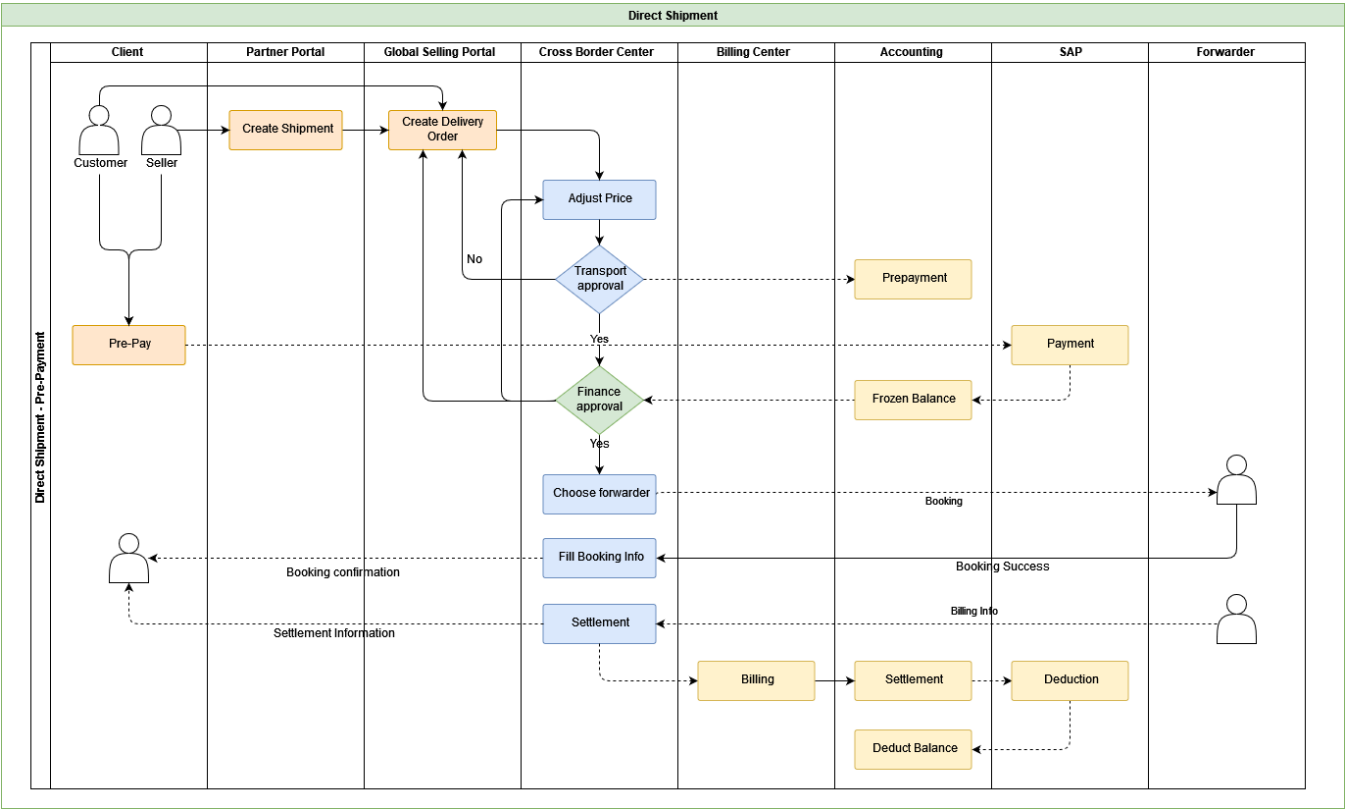 Direct Shipment
Client
Partner Portal
Global Selling Portal
Cross Border Center
Billing Center
Accounting
SAP
Forwarder
Direct Shipment - Pre-Payment
Customer
Seller
Create Shipment
Create Delivery
Order
Adjust Price
No
Transport
approval
Prepayment
Yes
Pre-Pay
Payment
Finance
approval
Frozen Balance
Yes
Choose forwarder
Booking
Fill Booking Info
Booking confirmation
Booking Success
Billing Info
Settlement
Settlement Information
Billing
Settlement
Deduction
Deduct Balance